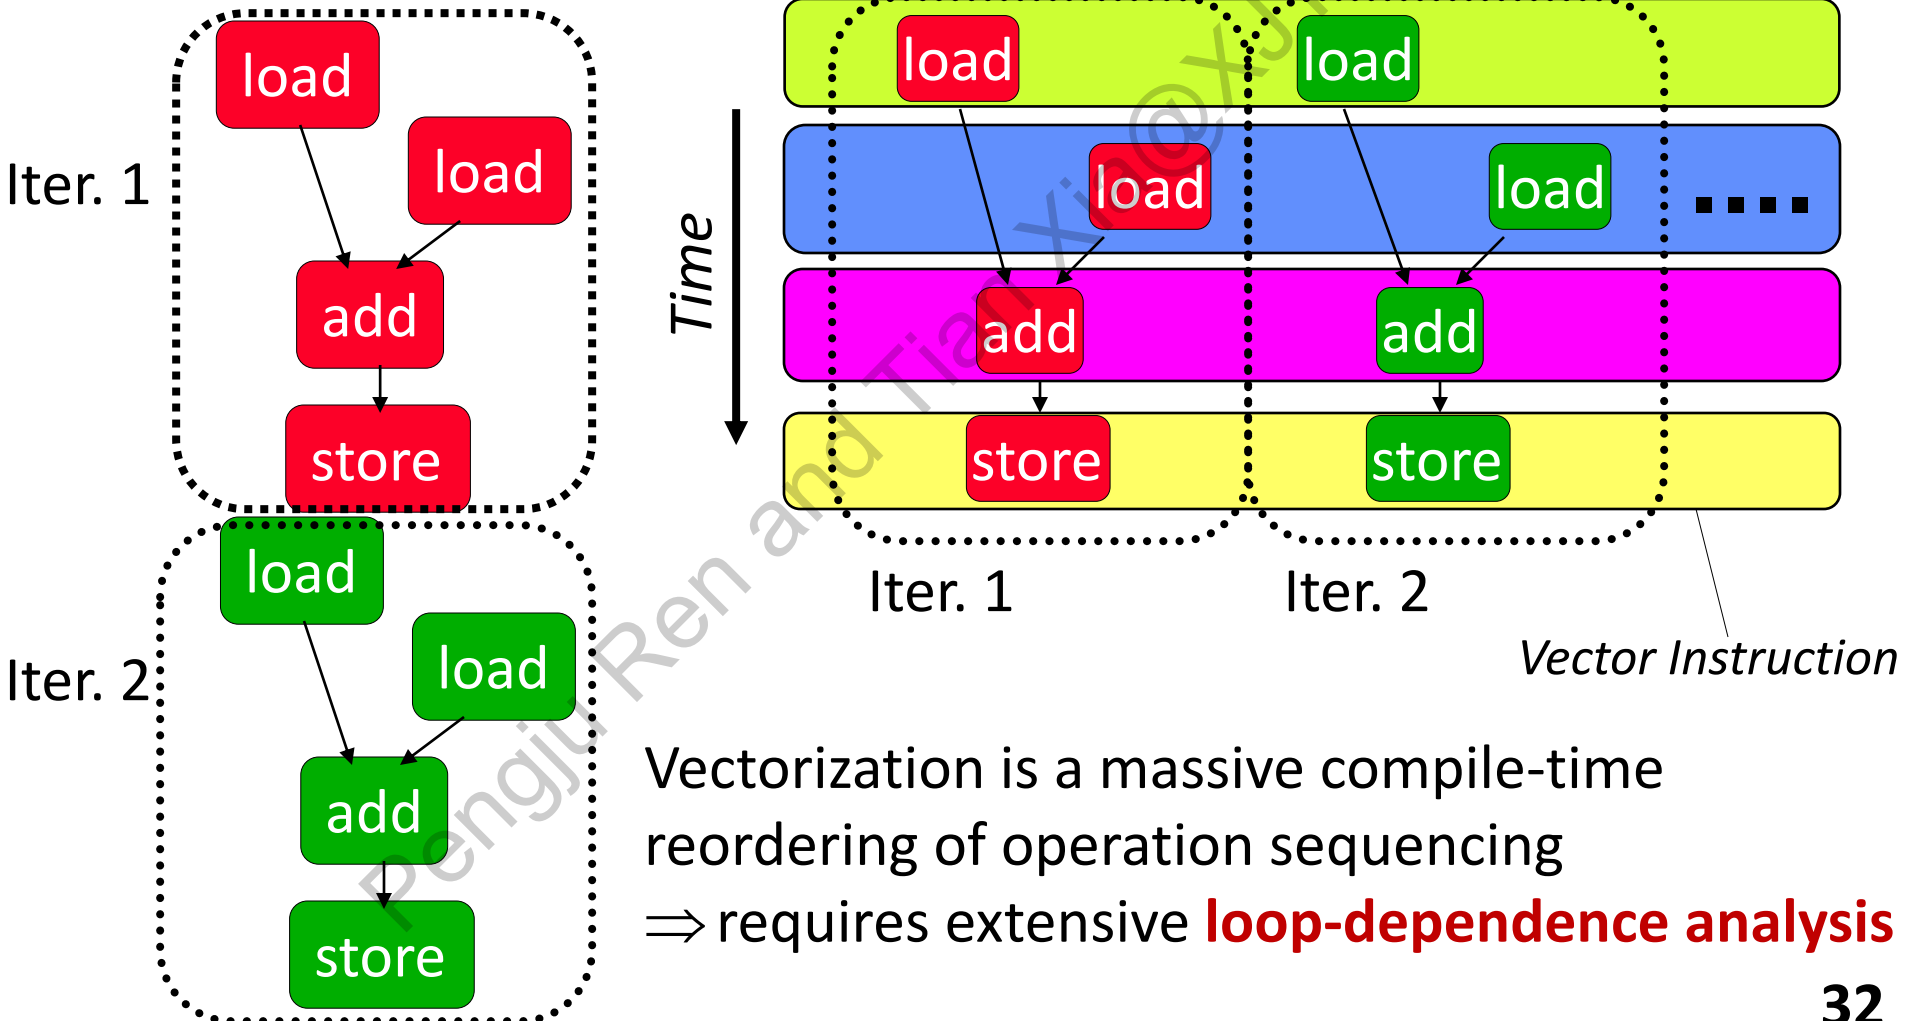 Iter. 1
load
load
add
store
Iter. 2
load
load
add
store
Time
load
load
load
load
....
add
add
store
store
Iter. 1
Iter. 2
Vector Instruction
Vectorization is a massive compile-time
reordering of operation sequencing
⇒ requires extensive loop-dependence analysis
32
Pengju Ren and Tian Xia@XJ